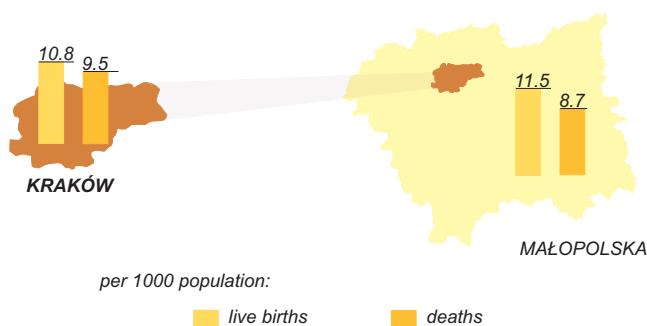 10.8
9.5
11.5
8.7
KRAKÓW
MAŁOPOLSKA
per 1000 population:
live births
deaths